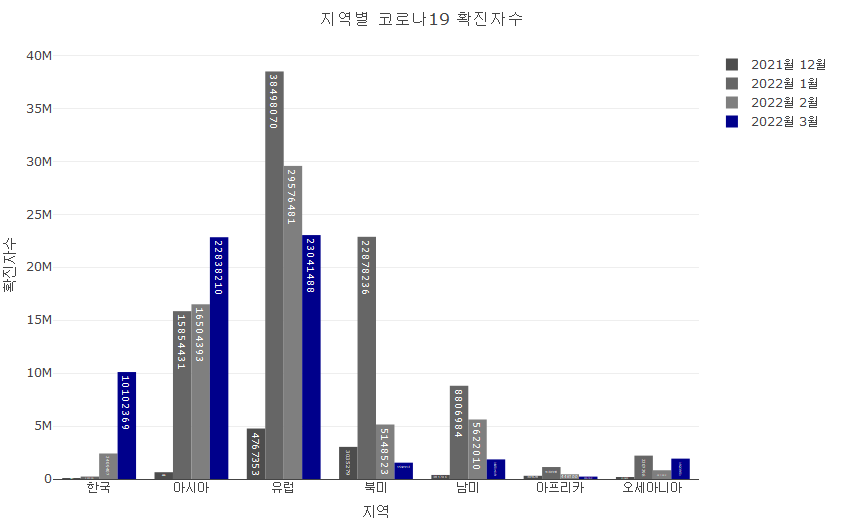 지역별 코로나19 확진자수
2021월 12월
2022월 1월
2022월 2월
2022월 3월
40M
35M
30M
25M
20M
15M
10M
5M
0
확진자수
10102369
15854431
16504393
22838210
4767353
38498070
29576481
23041488
3035279
22878236
5148523
8806984
5622010
한국
아시아
유럽
북미
남미
아프리카
오세아니아
지역